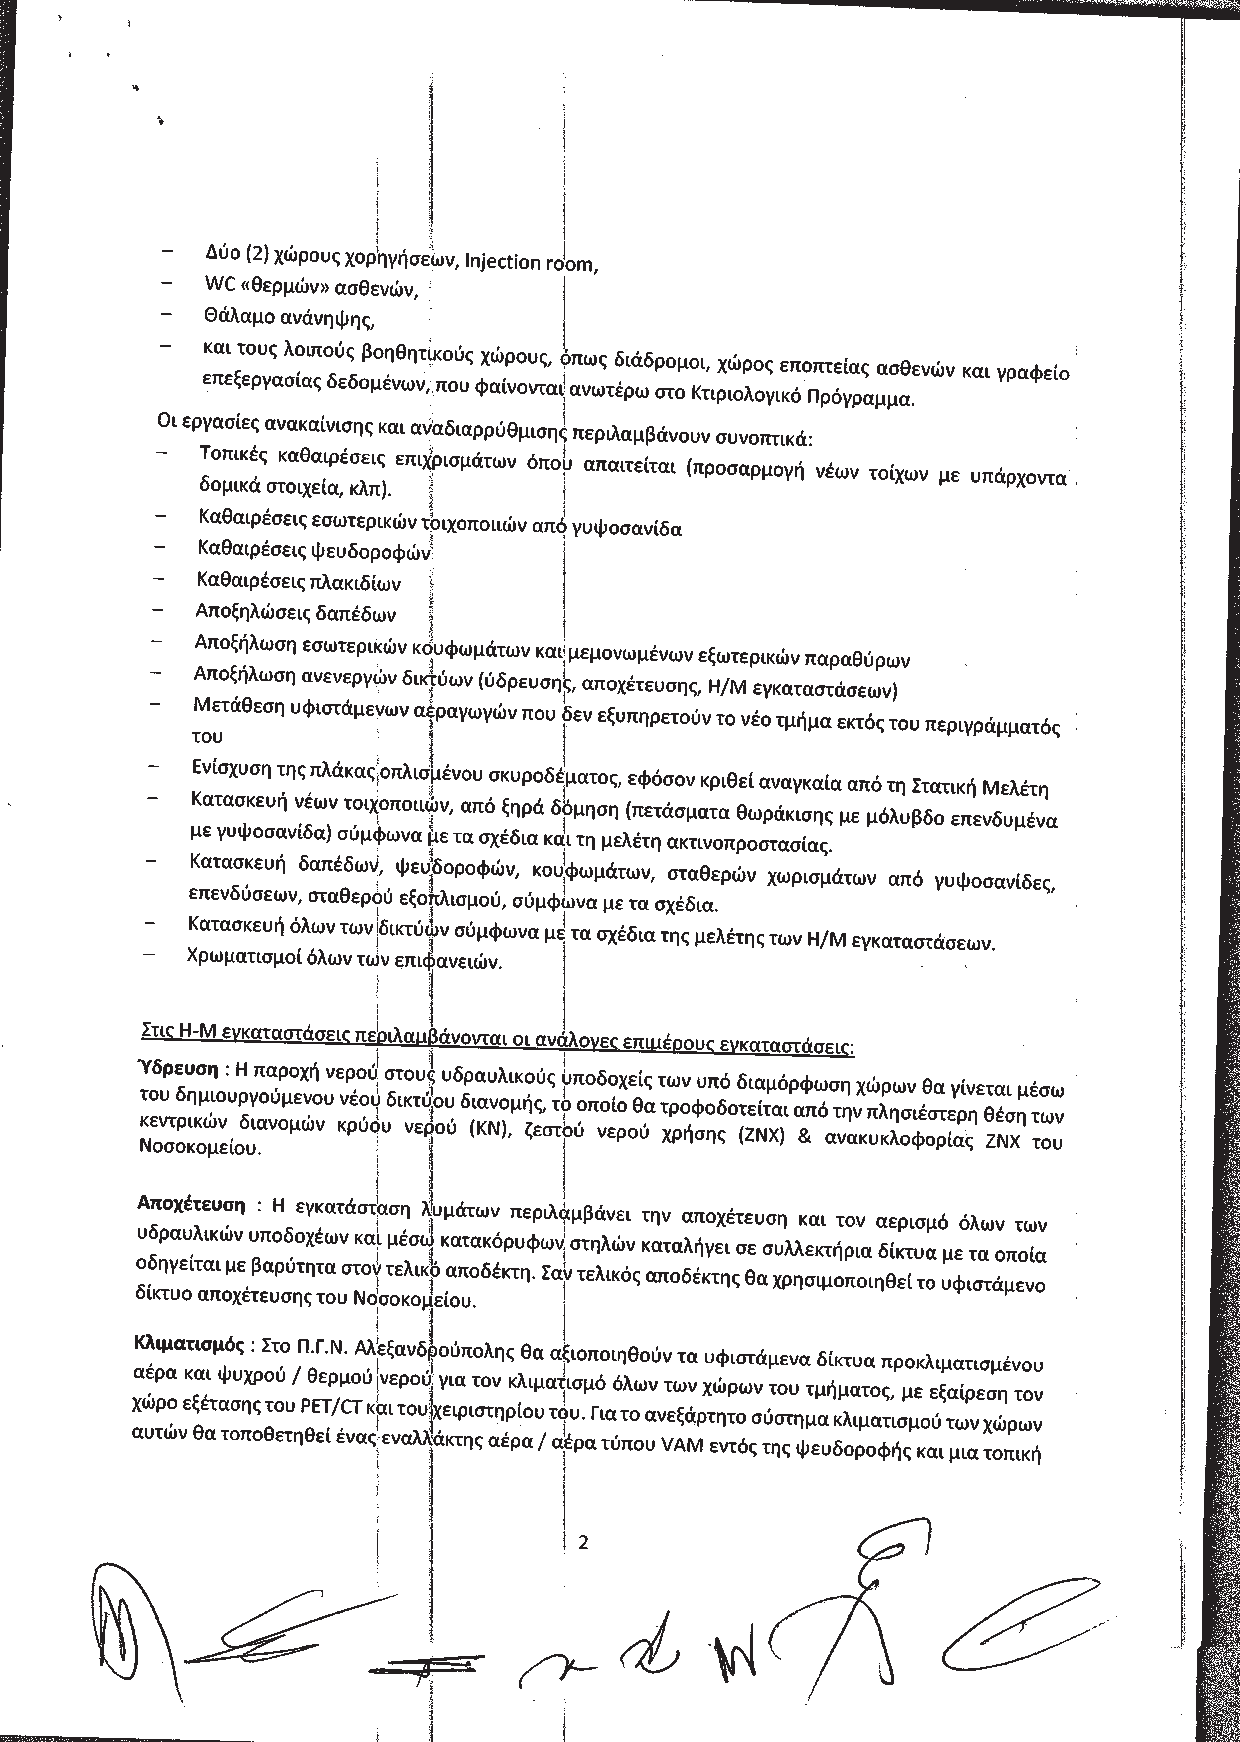 – Δύο (2) χώρους χορηγήσεων, Injection room,
– WC «θερμών» ασθενών,
– Θάλαμο ανάνηψης,
– και τους λοιπούς βοηθητικούς χώρους, όπως διάδρομοι, χώρος εποπτείας ασθενών και γραφείο
επεξεργασίας δεδομένων, που φαίνονται ανωτέρω στο Κτιριολογικό Πρόγραμμα.
Οι εργασίες ανακαίνισης και αναδιαρρύθμισης περιλαμβάνουν συνοπτικά:
– Τοπικές καθαιρέσεις επιχρισμάτων όπου απαιτείται (προσαρμογή νέων τοίχων με υπάρχοντα
δομικά στοιχεία, κλπ).
– Καθαιρέσεις εσωτερικών τοιχοποιιών από γυψοσανίδα
– Καθαιρέσεις ψευδοροφών
– Καθαιρέσεις πλακιδίων
– Αποξηλώσεις δαπέδων
– Αποξήλωση εσωτερικών κουφωμάτων και μεμονωμένων εξωτερικών παραθύρων
– Αποξήλωση ανενεργών δικτύων (ύδρευσης, αποχέτευσης, Η/Μ εγκαταστάσεων)
– Μετάθεση υφιστάμενων αεραγωγών που δεν εξυπηρετούν το νέο τμήμα εκτός του περιγράμματός
του
– Ενίσχυση της πλάκας οπλισμένου σκυροδέματος, εφόσον κριθεί αναγκαία από τη Στατική Μελέτη
– Κατασκευή νέων τοιχοποιιών, από ξηρά δόμηση (πετάσματα θωράκισης με μόλυβδο επενδυμένα
με γυψοσανίδα) σύμφωνα με τα σχέδια και τη μελέτη ακτινοπροστασίας.
– Κατασκευή δαπέδων, ψευδοροφών, κουφωμάτων, σταθερών χωρισμάτων από γυψοσανίδες,
επενδύσεων, σταθερού εξοπλισμού, σύμφωνα με τα σχέδια.
– Κατασκευή όλων των δικτύων σύμφωνα με τα σχέδια της μελέτης των Η/Μ εγκαταστάσεων.
– Χρωματισμοί όλων των επιφανειών.
Στις Η-Μ εγκαταστάσεις περιλαμβάνονται οι ανάλογες επιμέρους εγκαταστάσεις:
Ύδρευση : Η παροχή νερού στους υδραυλικούς υποδοχείς των υπό διαμόρφωση χώρων θα γίνεται μέσω
του δημιουργούμενου νέου δικτύου διανομής, το οποίο θα τροφοδοτείται από την πλησιέστερη θέση των
κεντρικών διανομών κρύου νερού (ΚΝ), ζεστού νερού χρήσης (ΖΝΧ) & ανακυκλοφορίας ΖΝΧ του
Νοσοκομείου.
Αποχέτευση : Η εγκατάσταση λυμάτων περιλαμβάνει την αποχέτευση και τον αερισμό όλων των
υδραυλικών υποδοχέων και μέσω κατακόρυφων στηλών καταλήγει σε συλλεκτήρια δίκτυα με τα οποία
οδηγείται με βαρύτητα στον τελικό αποδέκτη. Σαν τελικός αποδέκτης θα χρησιμοποιηθεί το υφιστάμενο
δίκτυο αποχέτευσης του Νοσοκομείου.
Κλιματισμός : Στο Π.Γ.Ν. Αλεξανδρούπολης θα αξιοποιηθούν τα υφιστάμενα δίκτυα προκλιματισμένου
αέρα και ψυχρού / θερμού νερού για τον κλιματισμό όλων των χώρων του τμήματος, με εξαίρεση τον
χώρο εξέτασης του PET/CT και του χειριστηρίου του. Για το ανεξάρτητο σύστημα κλιματισμού των χώρων
αυτών θα τοποθετηθεί ένας εναλλάκτης αέρα / αέρα τύπου VAM εντός της ψευδοροφής και μια τοπική
2